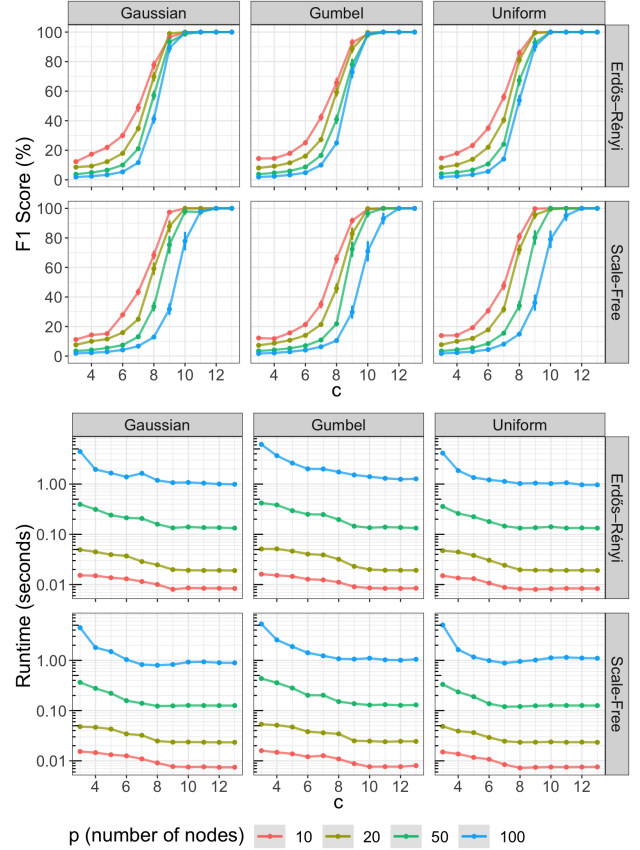 Gaussian Gumbel Uniform
100
80
60
40
20
0
Erdös–Rényi
100
80
60
40
20
0
Scale-Free
F1 Score (%)
4 6 8 10 12 4 6 8 10 12 4 6 8 10 12
c
Gaussian Gumbel Uniform
1.00
0.10
0.01
Erdös–Rényi
1.00
0.10
0.01
Scale-Free
Runtime (seconds)
4 6 8 10 12 4 6 8 10 12 4 6 8 10 12
c
p (number of nodes) 10 20 50 100